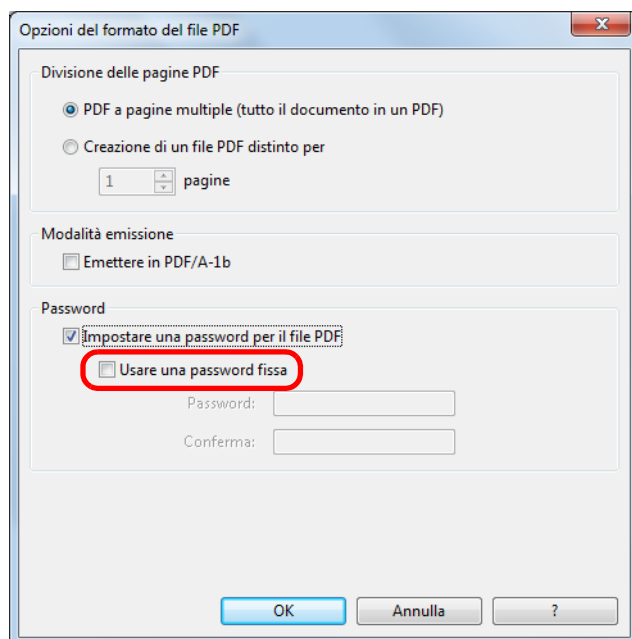 Opzioni del formato del file PDF
Divisione delle pagine PDF
PDF a pagine multiple (tutto il documento in un PDF)
Creazione di un file PDF distinto per
1 pagine
Modalità emissione
Emettere in PDF/A-1b
Password
Impostare una password per il file PDF
Usare una password fissa
Password:
Conferma:
OK Annulla ?